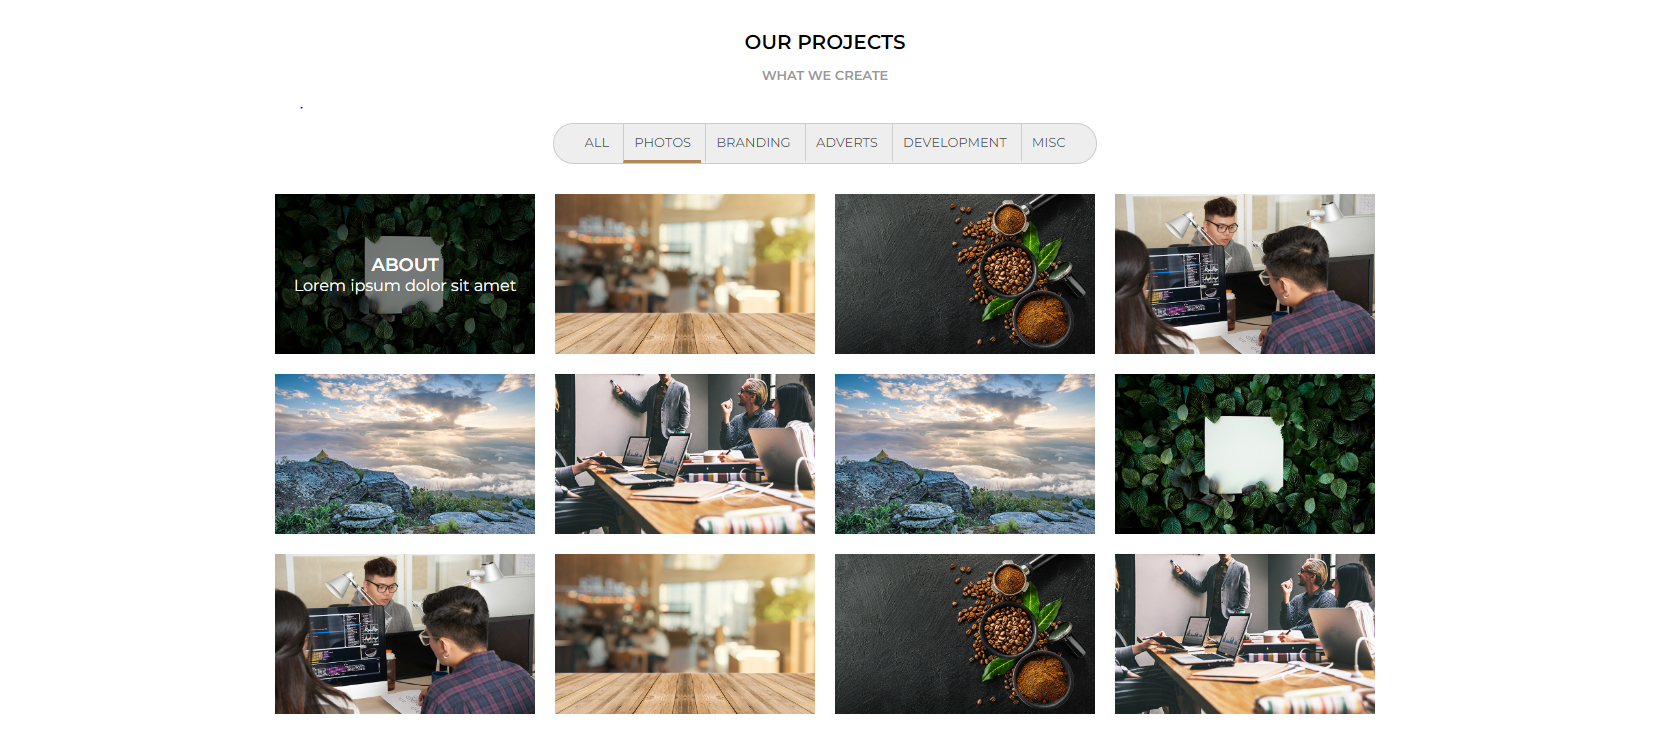 OUR PROJECTS
WHAT WE CREATE
ALL PHOTOS BRANDING ADVERTS DEVELOPMENT MISC
ABOUT
Lorem ipsum dolor sit amet